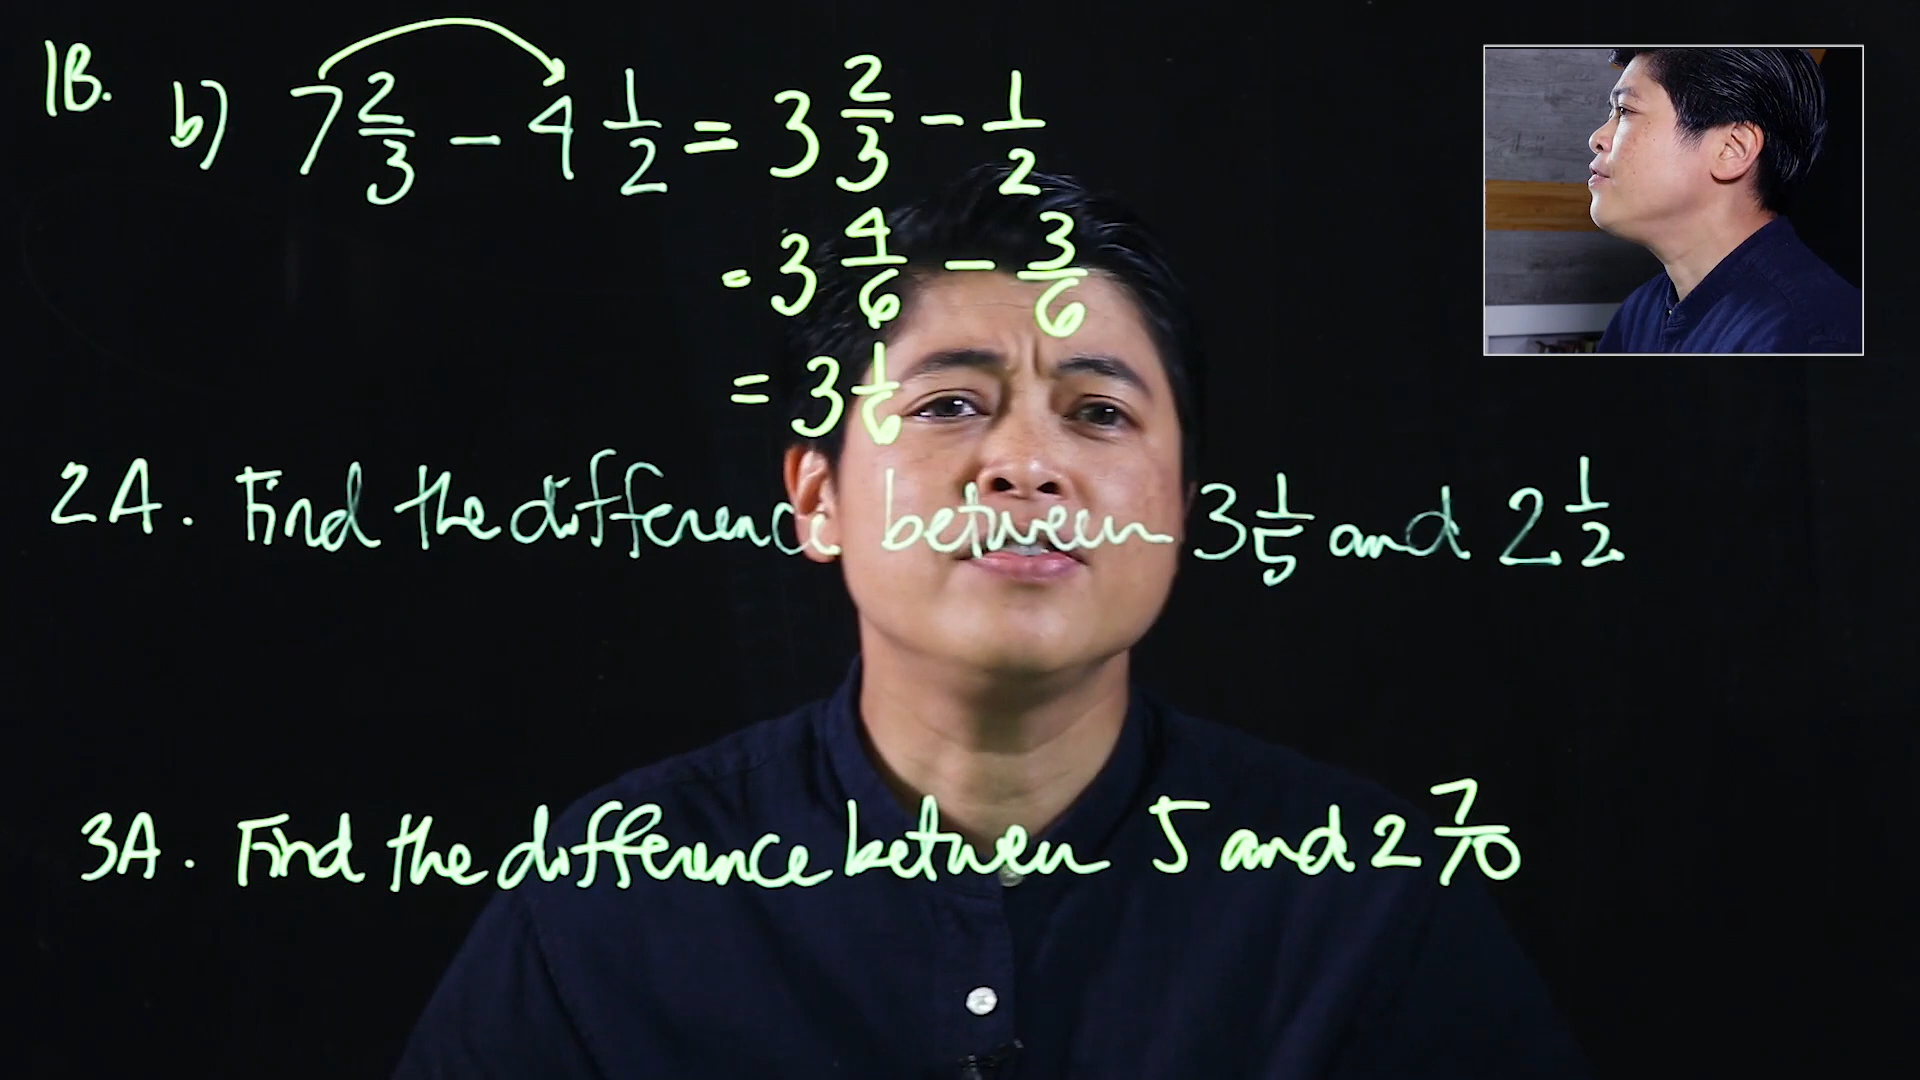 1B. b) 7 2/3 - 4 1/2 = 3 2/3 - 1/2
= 3 4/6 - 3/6
= 3 1/6
2A. Find the difference between 3 1/5 and 2 1/2
3A. Find the difference between 5 and 2 7/10